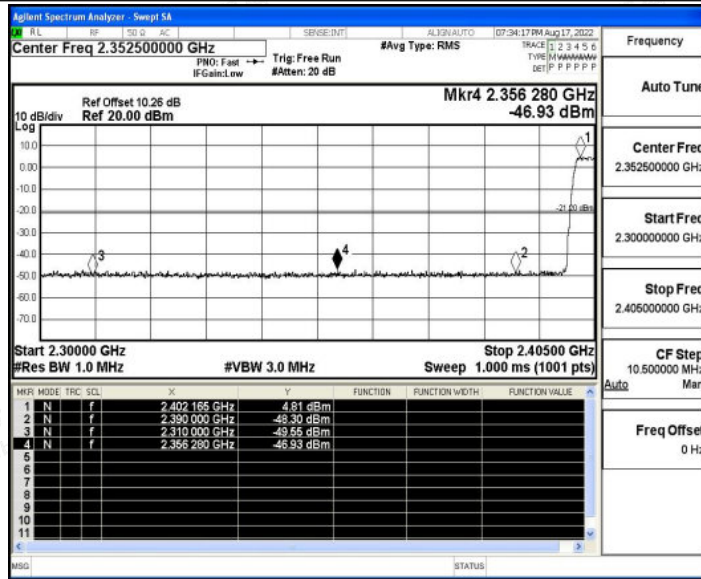 Agilent Spectrum Analyzer - Swept SA
RL RF 50 Ω AC SENSE:INT ALIGN AUTO 07:34:17 PM Aug 17, 2022
Center Freq 2.352500000 GHz #Avg Type: RMS TRACE 1 2 3 4 5 6
PNO: Fast Trig: Free Run TYPE M
IFGain:Low #Atten: 20 dB DET P P P P P P
Ref Offset 10.26 dB Mkr4 2.356 280 GHz
10 dB/div Ref 20.00 dBm -46.93 dBm
Log
1
10.0
0.00
-10.0
-20.0 -21.20 dBm
-30.0
-40.0 3 4 2
-50.0
-60.0
-70.0
Start 2.30000 GHz Stop 2.40500 GHz
#Res BW 1.0 MHz #VBW 3.0 MHz Sweep 1.000 ms (1001 pts)
MKR MODE TRC SCL X Y FUNCTION FUNCTION WIDTH FUNCTION VALUE
1 N f 2.402 165 GHz 4.81 dBm
2 N f 2.390 000 GHz -48.30 dBm
3 N f 2.310 000 GHz -49.55 dBm
4 N f 2.356 280 GHz -46.93 dBm
5
6
7
8
9
10
11
MSG STATUS
Frequency
Auto Tune
Center Freq
2.352500000 GHz
Start Freq
2.300000000 GHz
Stop Freq
2.405000000 GHz
CF Step
10.500000 MHz
Auto Man
Freq Offset
0 Hz